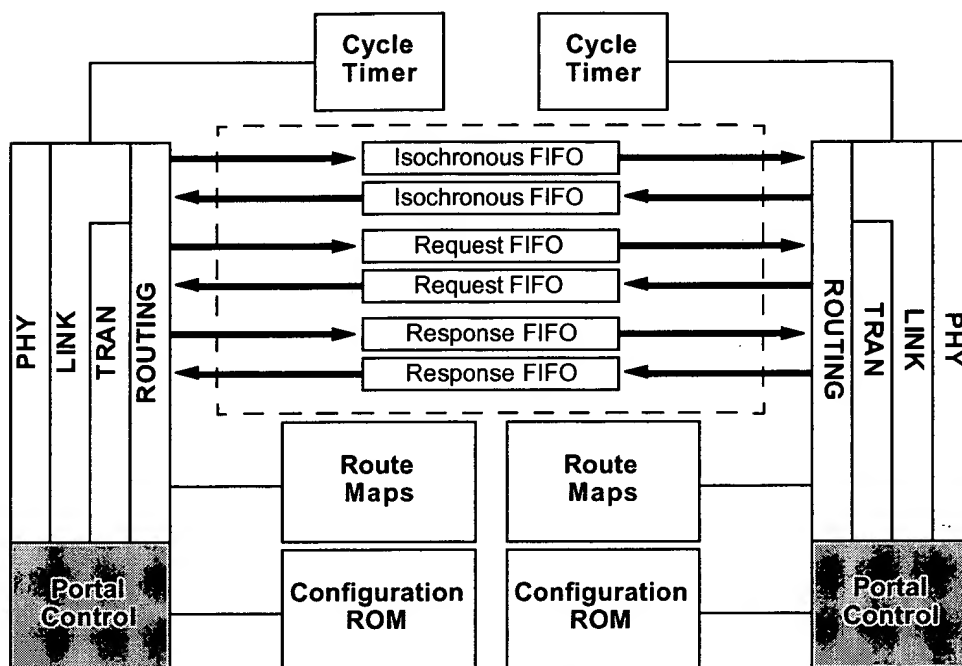 Cycle
Timer
Cycle
Timer
Isochronous FIFO
Isochronous FIFO
Request FIFO
Request FIFO
Response FIFO
Response FIFO
PHY
LINK
TRAN
ROUTING
ROUTING
TRAN
LINK
PHY
Route
Maps
Route
Maps
Portal
Control
Configuration
ROM
Configuration
ROM
Portal
Control